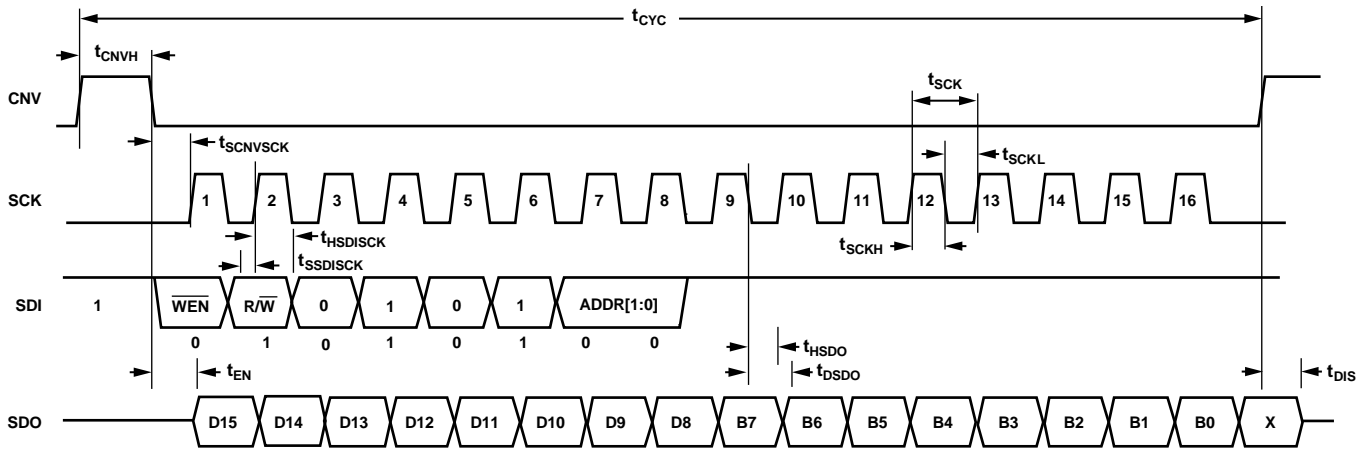 tCYC
tCNVH
CNV
tSCK
tSCNVSCK
tSCKL
SCK
1 2 3 4 5 6 7 8 9 10 11 12 13 14 15 16
tHSDISCK
tSCKH
tSSDISCK
SDI 1 WEN R/W 0 1 0 1 ADDR[1:0]
0 1 0 1 0 1 0 0
tHSDO
tEN
tDSDO
tDIS
SDO D15 D14 D13 D12 D11 D10 D9 D8 B7 B6 B5 B4 B3 B2 B1 B0 X